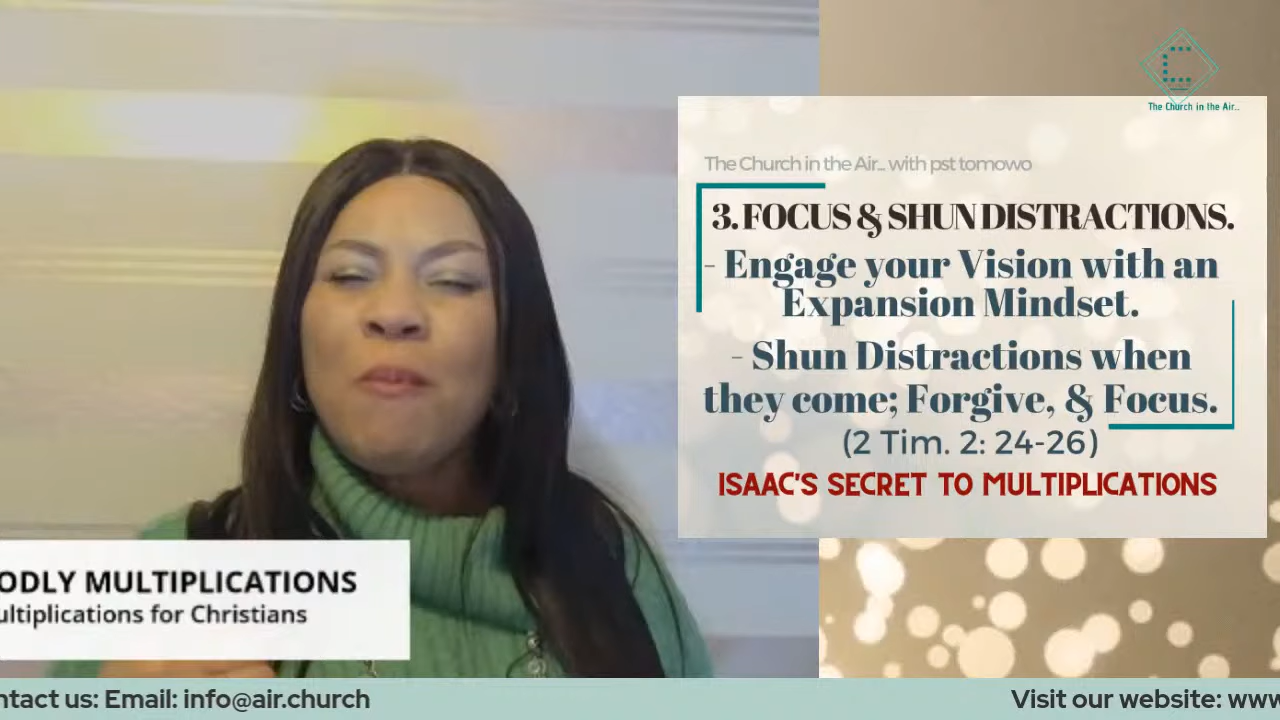 The Church in the Air...
The Church in the Air... with pst tomowo
3. FOCUS & SHUN DISTRACTIONS.
- Engage your Vision with an
Expansion Mindset.
- Shun Distractions when
they come; Forgive, & Focus.
(2 Tim. 2: 24-26)
ISAAC'S SECRET TO MULTIPLICATIONS
ODLY MULTIPLICATIONS
ultiplications for Christians
ntact us: Email: info@air.church
Visit our website: www